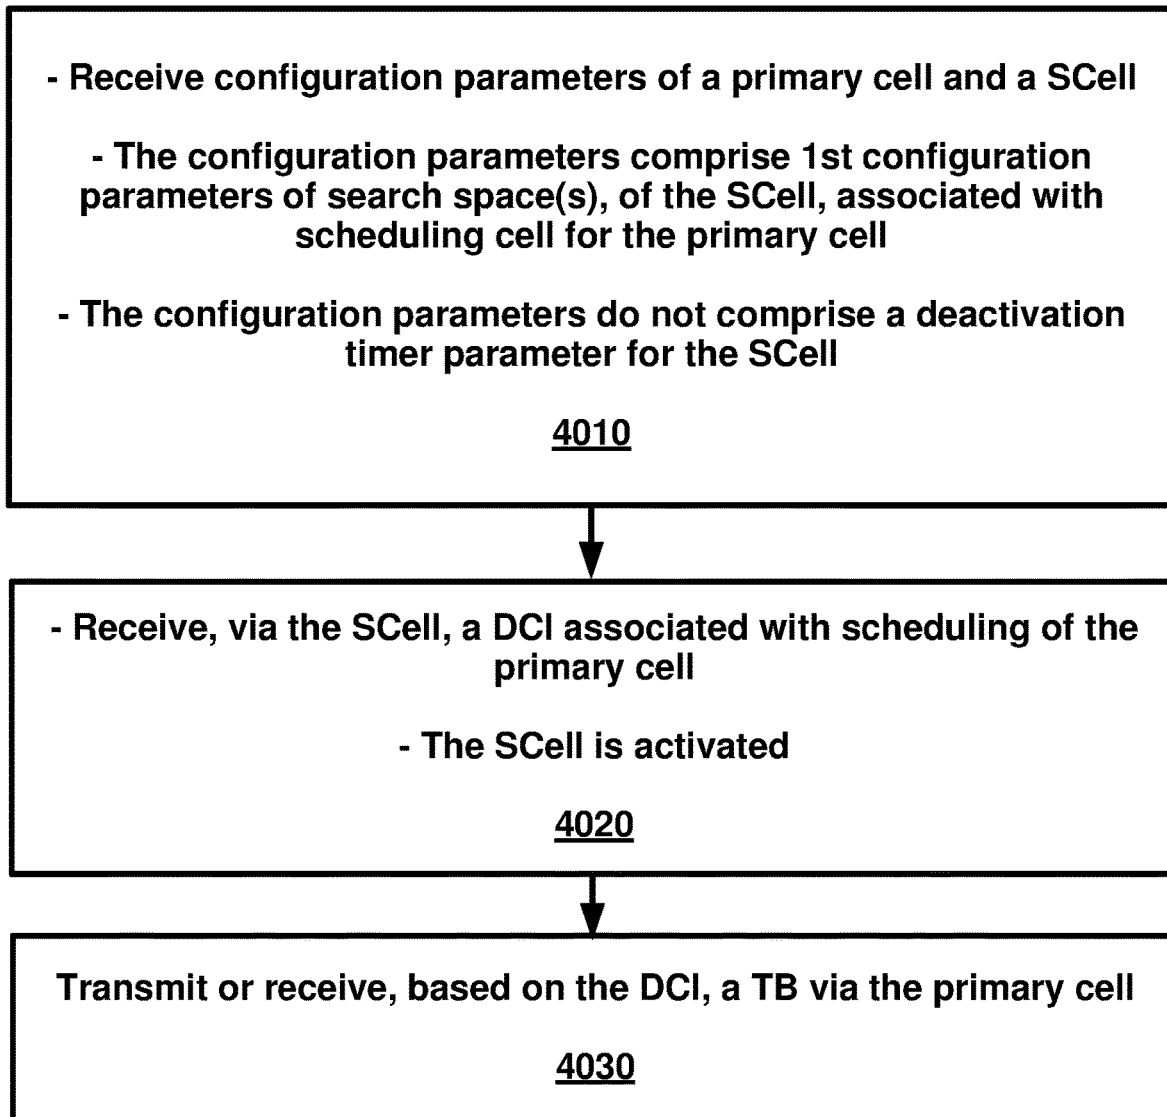 - Receive configuration parameters of a primary cell and a SCell
- The configuration parameters comprise 1st configuration
parameters of search space(s), of the SCell, associated with
scheduling cell for the primary cell
- The configuration parameters do not comprise a deactivation
timer parameter for the SCell
4010
- Receive, via the SCell, a DCI associated with scheduling of the
primary cell
- The SCell is activated
4020
Transmit or receive, based on the DCI, a TB via the primary cell
4030